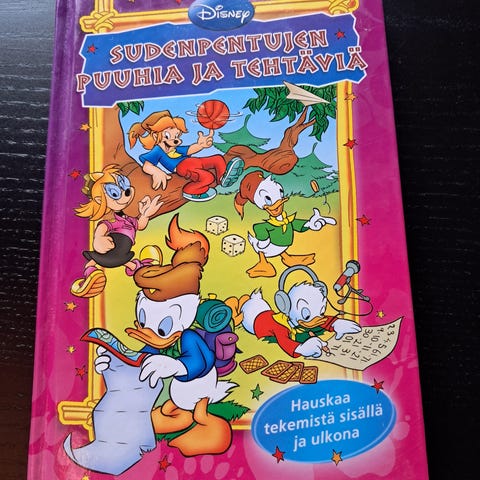 Disney
SUDENPENTUJEN
PUUHIA JA TEHTÄVIÄ
Hauskaa
tekemistä sisällä
ja ulkona